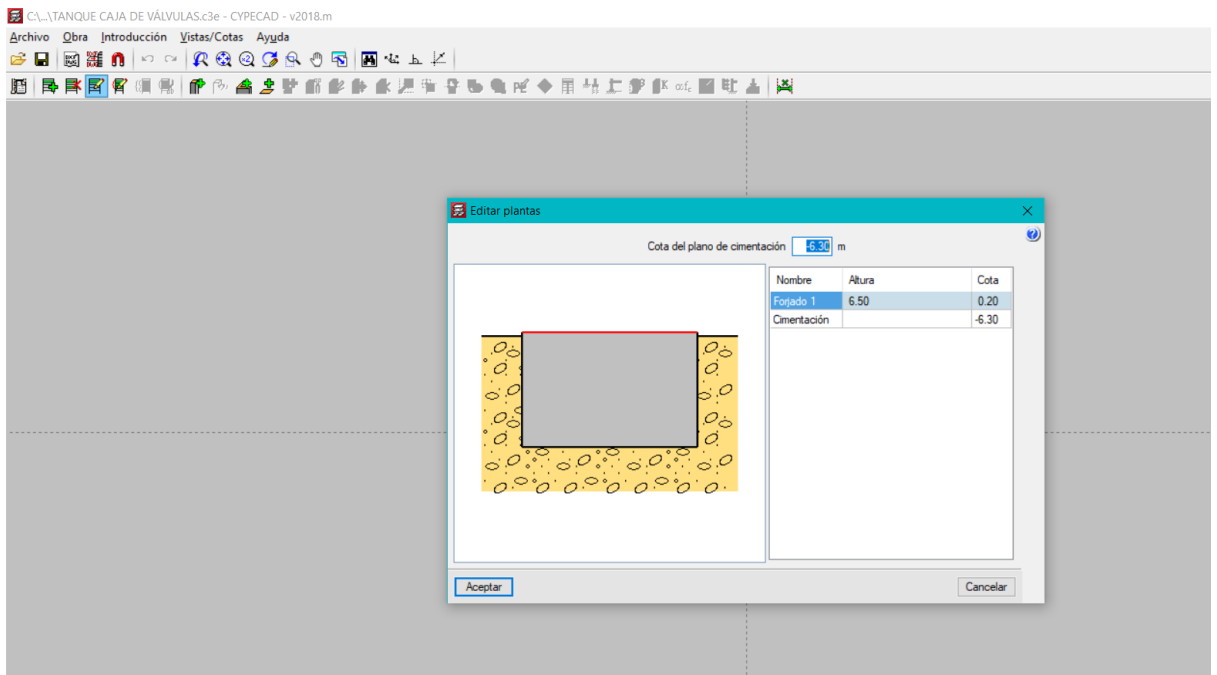 C:\...\TANQUE CAJA DE VÁLVULAS.c3e - CYPECAD - v2018.m
Archivo Obra Introducción Vistas/Cotas Ayuda
Editar plantas
Cota del plano de cimentación -6.30 m
Nombre Altura Cota
Forjado 1 6.50 0.20
Cimentación -6.30
Aceptar Cancelar